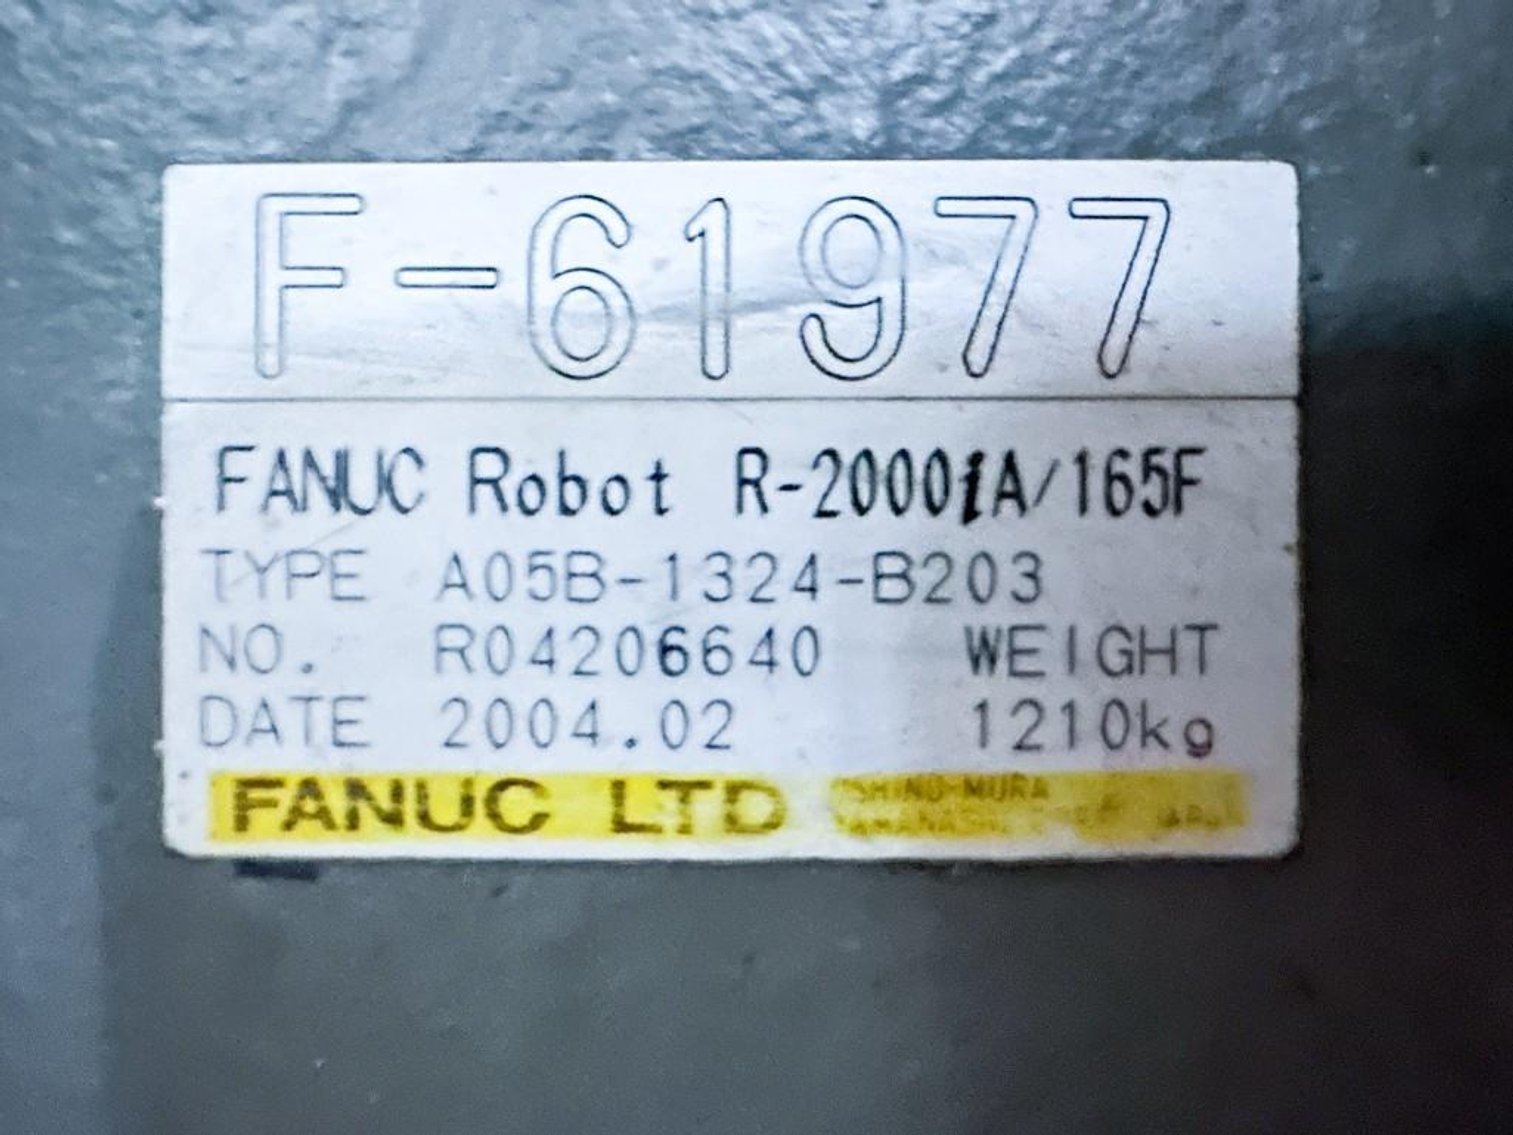 F-61977
FANUC Robot R-2000iA/165F
TYPE A05B-1324-B203
NO. R04206640 WEIGHT
DATE 2004.02 1210kg
FANUC LTD